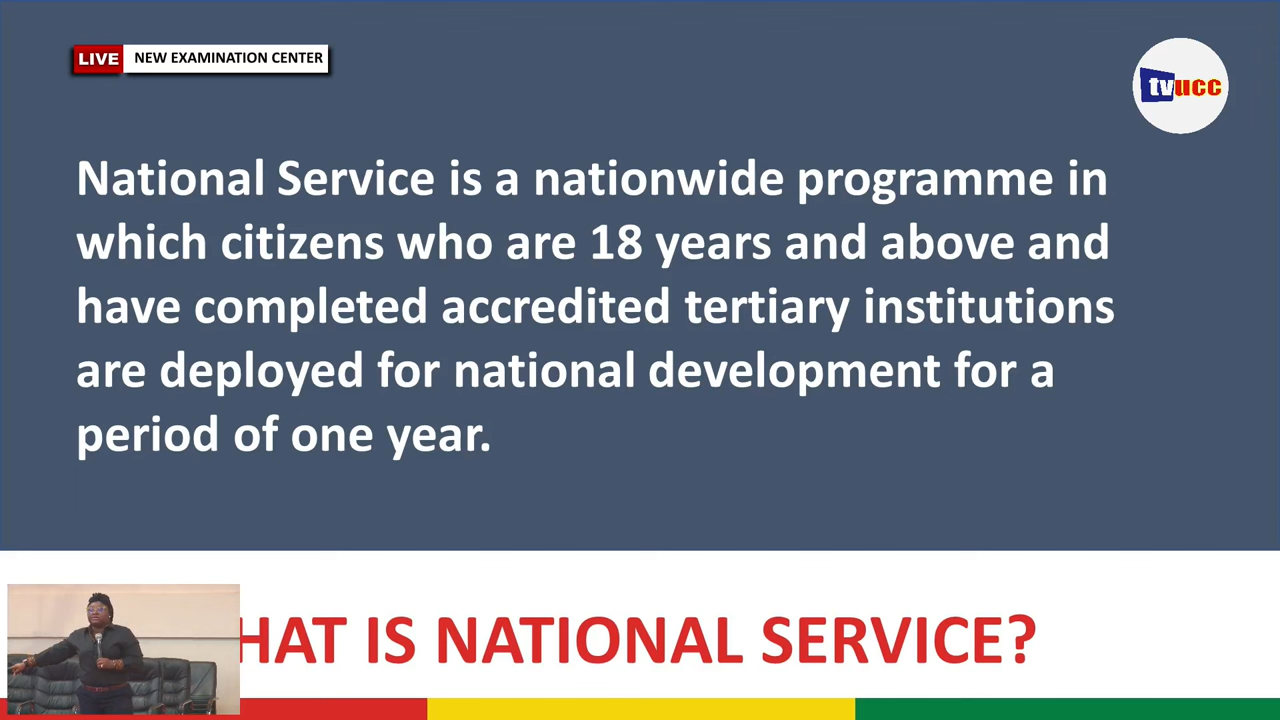 LIVE NEW EXAMINATION CENTER
tvucc
National Service is a nationwide programme in
which citizens who are 18 years and above and
have completed accredited tertiary institutions
are deployed for national development for a
period of one year.
HAT IS NATIONAL SERVICE?